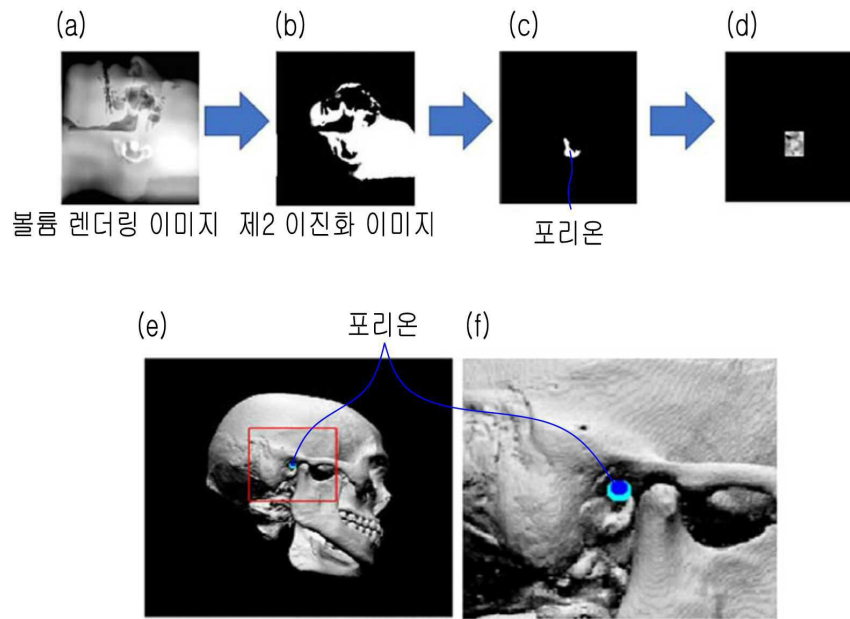 (a) (b) (c) (d)
볼륨 렌더링 이미지 제2 이진화 이미지
포리온
(e) 포리온 (f)